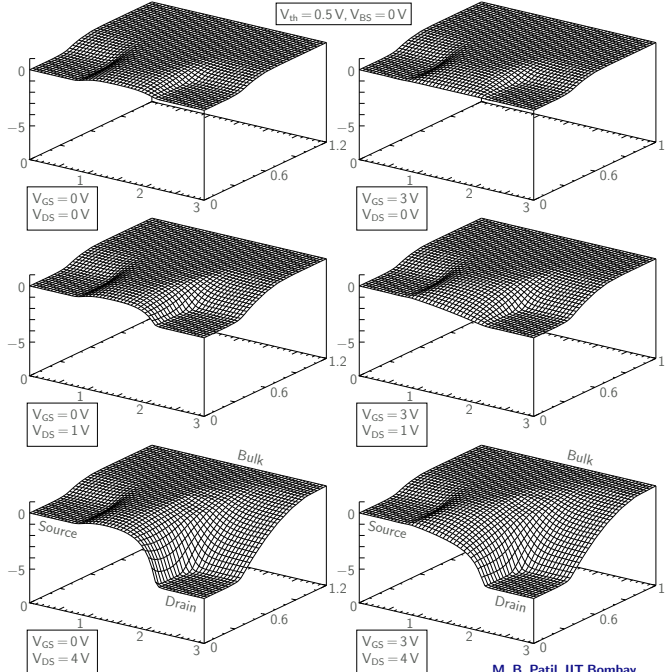 V_th = 0.5 V, V_BS = 0 V
0
−5
0
1
2
3
0
0.6
1.2
V_GS = 0 V
V_DS = 0 V
0
−5
0
1
2
3
0
0.6
1
V_GS = 3 V
V_DS = 0 V
0
−5
0
1
2
3
0
0.6
1.2
V_GS = 0 V
V_DS = 1 V
0
−5
0
1
2
3
0
0.6
1
V_GS = 3 V
V_DS = 1 V
Bulk
0
Source
−5
Drain
0
1
2
3
0
0.6
1.2
V_GS = 0 V
V_DS = 4 V
Bulk
0
Source
−5
Drain
0
1
2
3
0
0.6
1
V_GS = 3 V
V_DS = 4 V
M. B. Patil, IIT Bombay